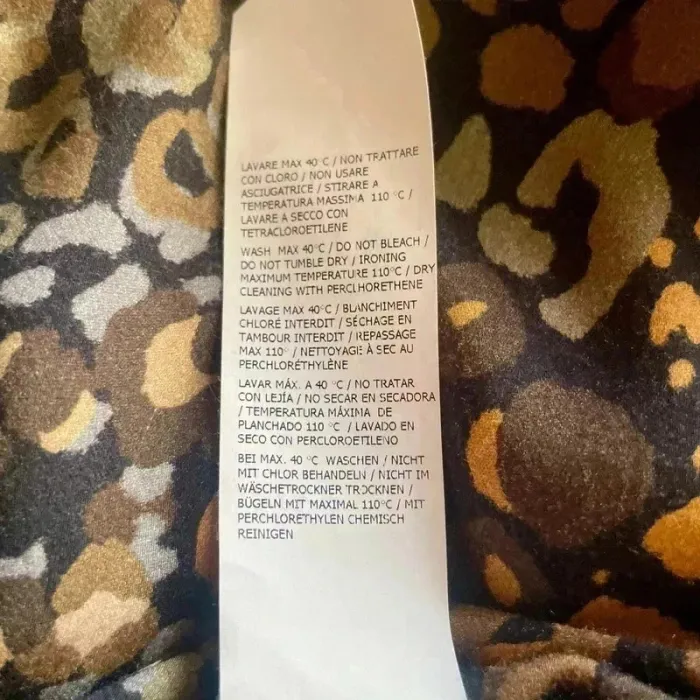 LAVARE MAX 40°C / NON TRATTARE
CON CLORO / NON USARE
ASCIUGATRICE / STIRARE A
TEMPERATURA MASSIMA 110 °C /
LAVARE A SECCO CON
TETRACLOROETILENE
WASH MAX 40°C / DO NOT BLEACH /
DO NOT TUMBLE DRY / IRONING
MAXIMUM TEMPERATURE 110°C / DRY
CLEANING WITH PERCHLORETHENE
LAVAGE MAX 40°C / BLANCHIMENT
CHLORÉ INTERDIT / SÉCHAGE EN
TAMBOUR INTERDIT / REPASSAGE
MAX 110° / NETTOYAGE À SEC AU
PERCHLORÉTHYLÈNE
LAVAR MÁX. A 40 °C / NO TRATAR
CON LEJÍA / NO SECAR EN SECADORA
/ TEMPERATURA MÁXIMA DE
PLANCHADO 110 °C / LAVADO EN
SECO CON PERCLOROETILENO
BEI MAX. 40 °C WASCHEN / NICHT
MIT CHLOR BEHANDELN / NICHT IM
WÄSCHETROCKNER TROCKNEN /
BÜGELN MIT MAXIMAL 110°C / MIT
PERCHLORETHYLEN CHEMISCH
REINIGEN